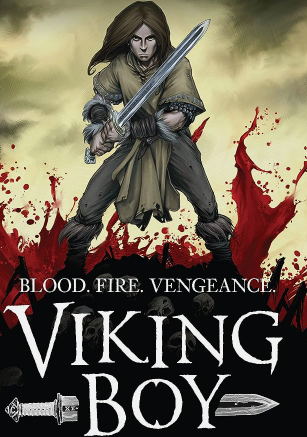 BLOOD. FIRE. VENGEANCE.
VIKING
BOY